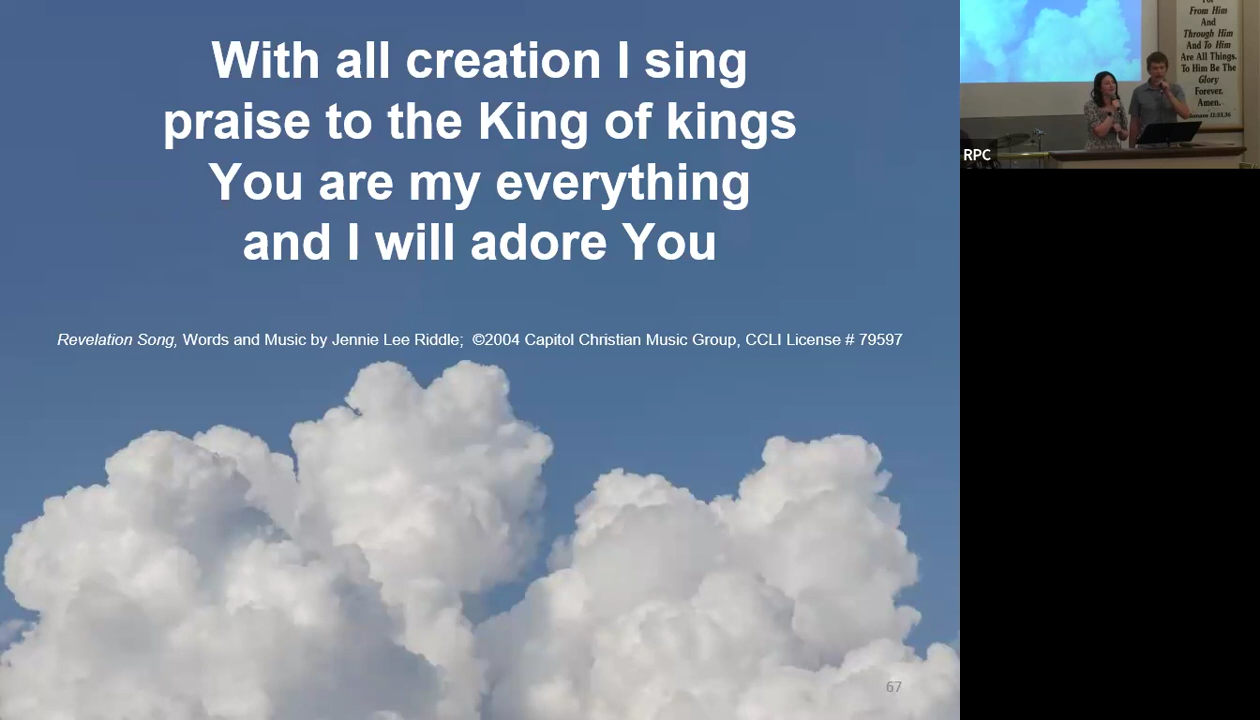 With all creation I sing
praise to the King of kings
You are my everything
and I will adore You
Revelation Song, Words and Music by Jennie Lee Riddle;  ©2004 Capitol Christian Music Group, CCLI License # 79597
67
From Him
And
Through Him
And To Him
Are All Things.
To Him Be The
Glory
Forever.
Amen.
RPC